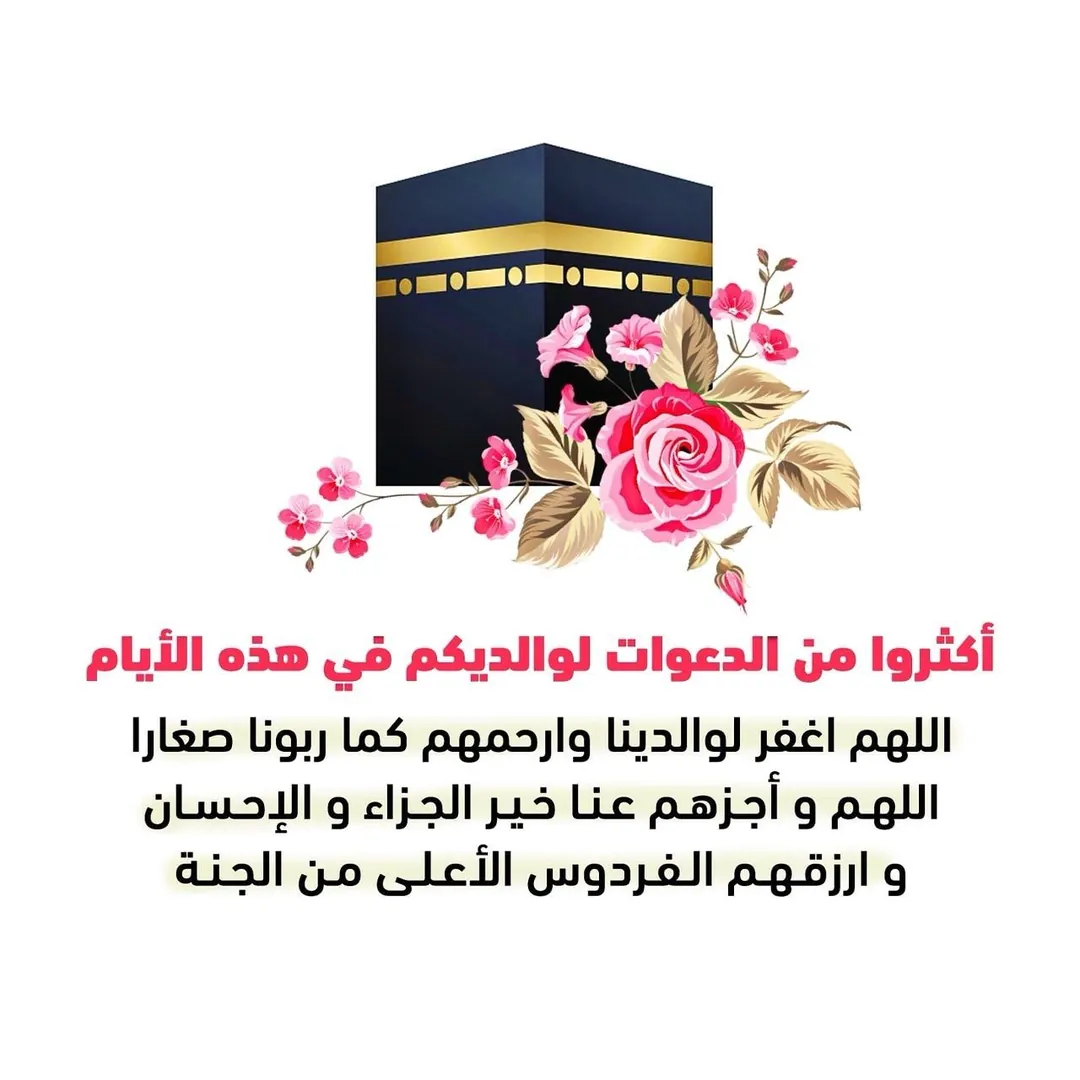 أكثروا من الدعوات لوالديكم في هذه الأيام
اللهم اغفر لوالدينا وارحمهم كما ربونا صغارا
اللهم و أجزهم عنا خير الجزاء و الإحسان
و ارزقهم الفردوس الأعلى من الجنة